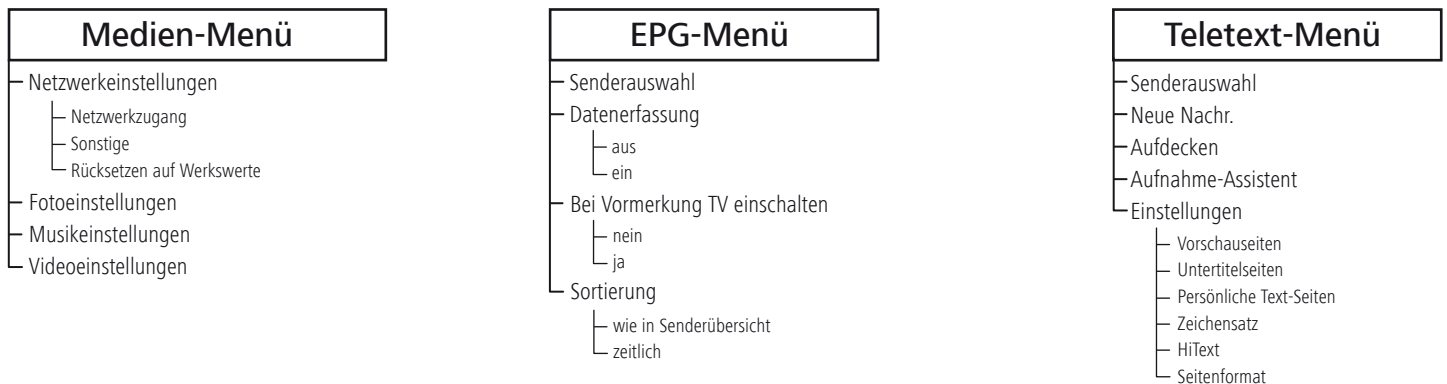 Medien-Menü
Netzwerkeinstellungen
Netzwerkzugang
Sonstige
Rücksetzen auf Werkswerte
Fotoeinstellungen
Musikeinstellungen
Videoeinstellungen
EPG-Menü
Senderauswahl
Datenerfassung
aus
ein
Bei Vormerkung TV einschalten
nein
ja
Sortierung
wie in Senderübersicht
zeitlich
Teletext-Menü
Senderauswahl
Neue Nachr.
Aufdecken
Aufnahme-Assistent
Einstellungen
Vorschauseiten
Untertitelseiten
Persönliche Text-Seiten
Zeichensatz
HiText
Seitenformat